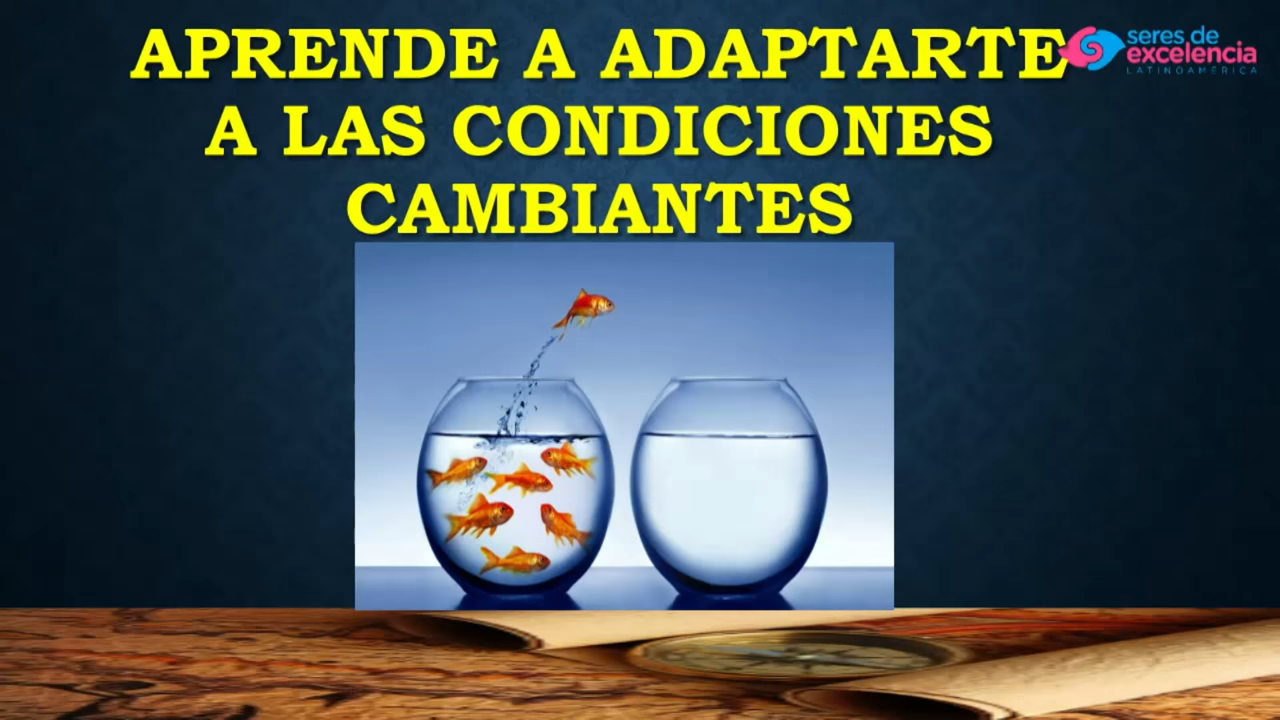 APRENDE A ADAPTARTE
A LAS CONDICIONES
CAMBIANTES
seres de
excelencia
LATINOAMÉRICA